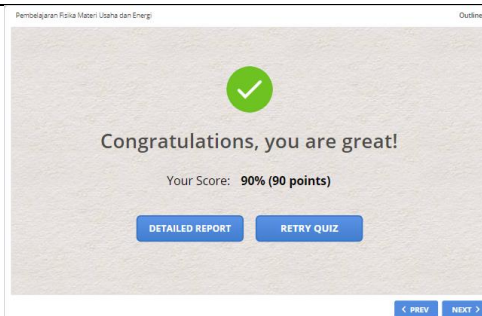 Pembelajaran Fisika Materi Usaha dan Energi Outline
Congratulations, you are great!
Your Score: 90% (90 points)
DETAILED REPORT RETRY QUIZ
< PREV NEXT >